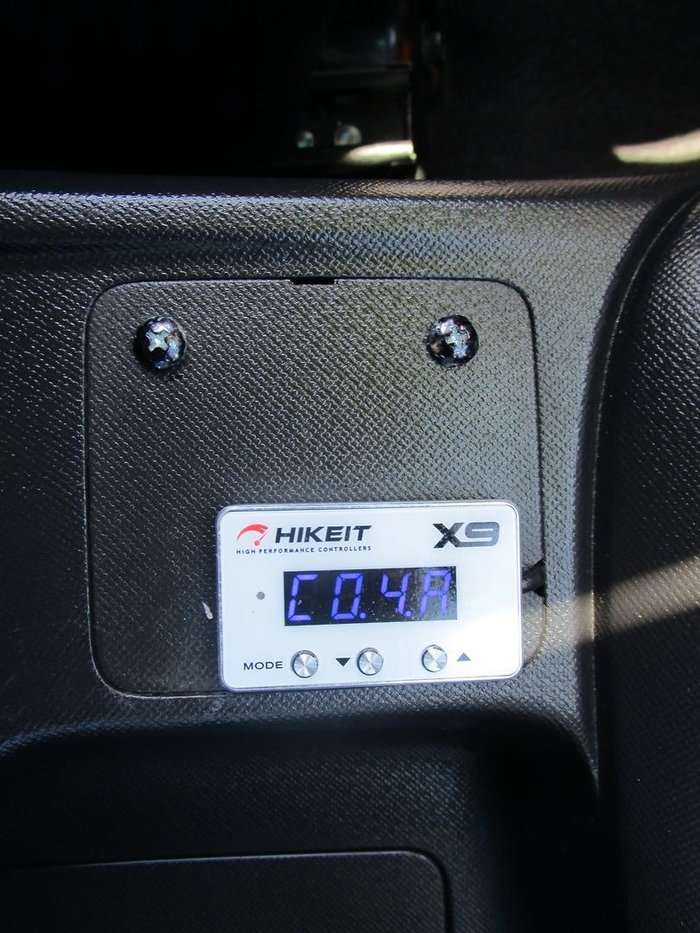 HIKEIT X9
HIGH PERFORMANCE CONTROLLERS
C0.4.A
MODE ▼ ▲